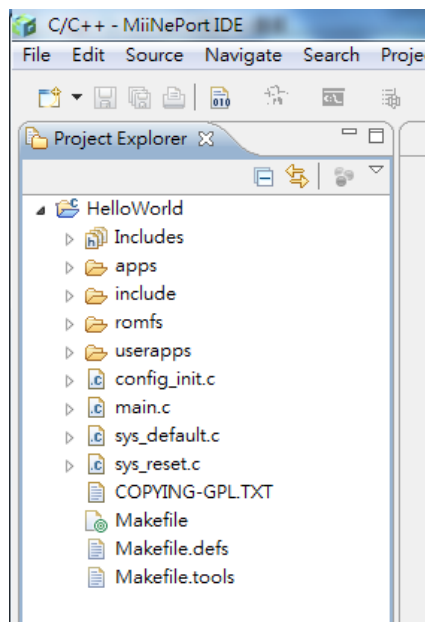 C/C++ - MiiNePort IDE
File Edit Source Navigate Search Proje
Project Explorer
HelloWorld
Includes
apps
include
romfs
userapps
config_init.c
main.c
sys_default.c
sys_reset.c
COPYING-GPL.TXT
Makefile
Makefile.defs
Makefile.tools